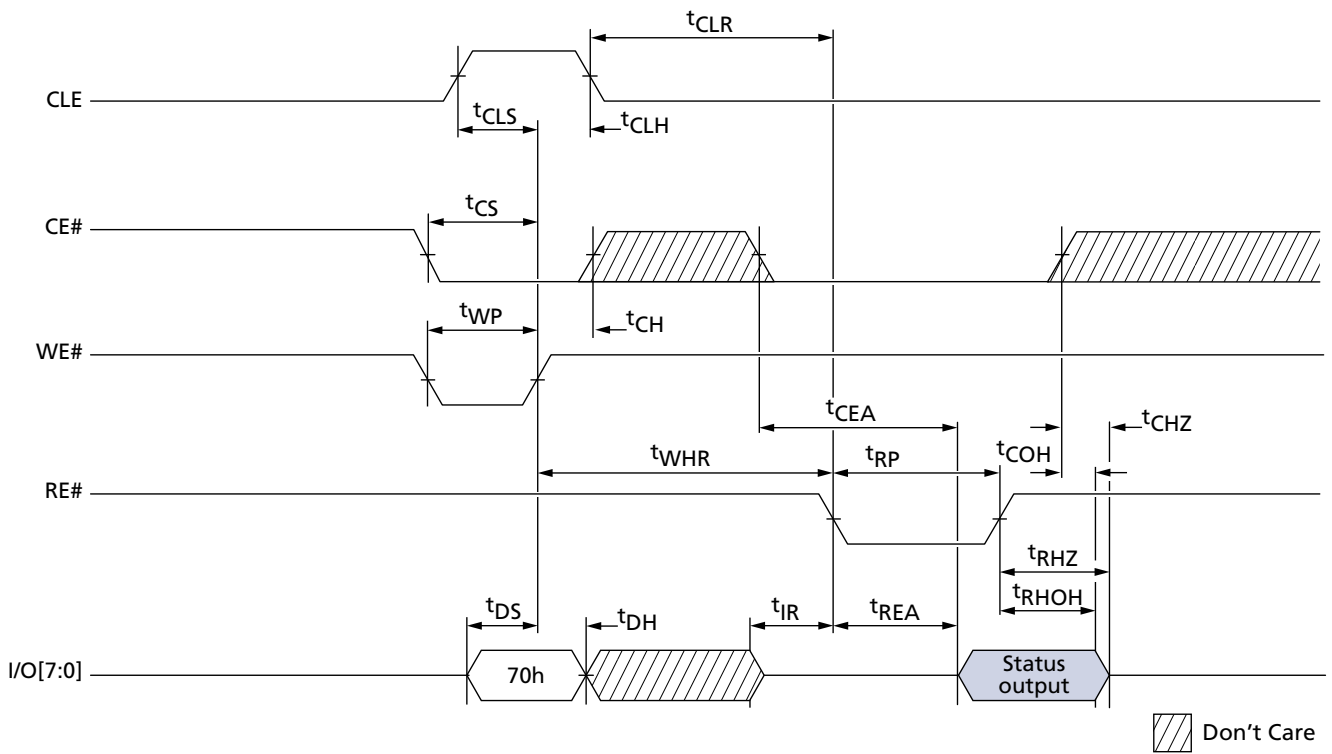 tCLR
CLE
tCLS
tCLH
tCS
CE#
tWP
tCH
WE#
tCEA
tCHZ
tWHR
tRP
tCOH
RE#
tRHZ
tRHOH
tDS
tDH
tIR
tREA
I/O[7:0]
70h
Status
output
Don't Care